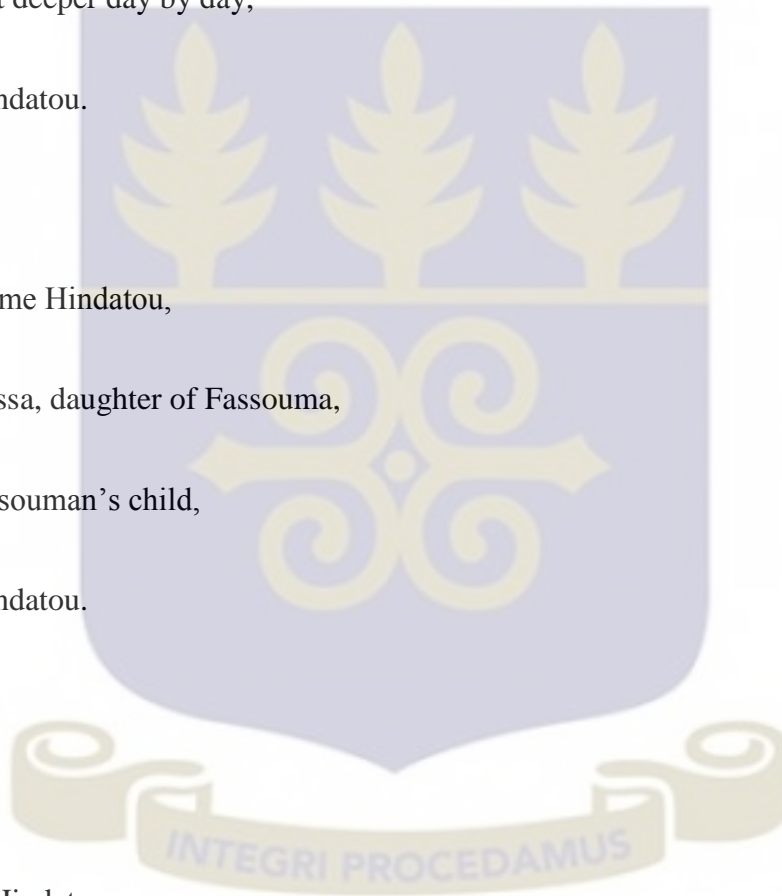 deeper day by day,
ndatou.
me Hindatou,
ssa, daughter of Fassouma,
souman’s child,
ndatou.
INTEGRI PROCEDAMUS